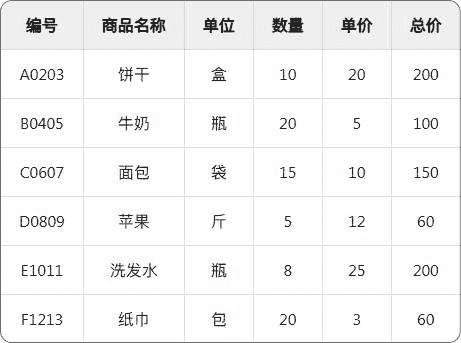 编号 商品名称 单位 数量 单价 总价
A0203 饼干 盒 10 20 200
B0405 牛奶 瓶 20 5 100
C0607 面包 袋 15 10 150
D0809 苹果 斤 5 12 60
E1011 洗发水 瓶 8 25 200
F1213 纸巾 包 20 3 60